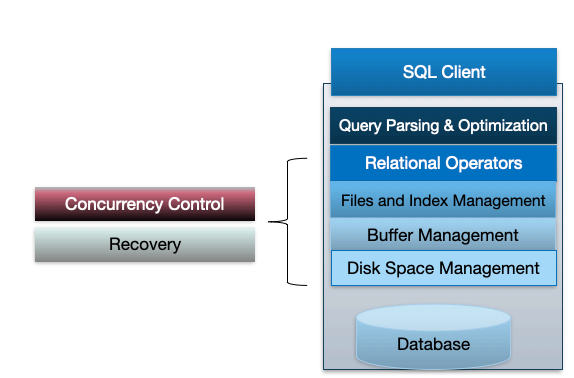 SQL Client
Query Parsing & Optimization
Relational Operators
Files and Index Management
Buffer Management
Disk Space Management
Database
Concurrency Control
Recovery